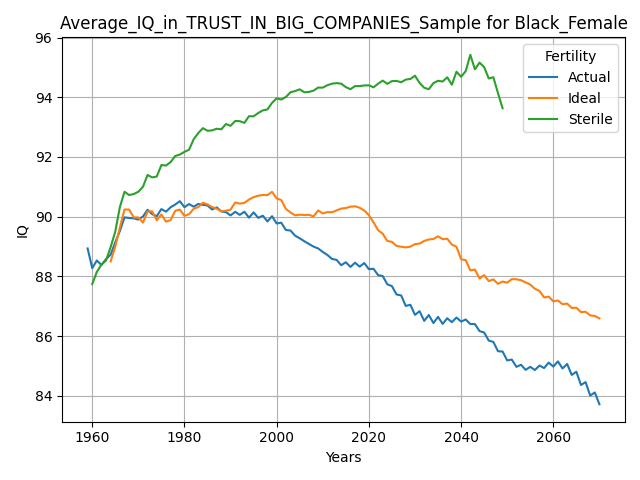 Average_IQ_in_TRUST_IN_BIG_COMPANIES_Sample for Black_Female
96
94
92
90
88
86
84
IQ
Fertility
Actual
Ideal
Sterile
1960
1980
2000
2020
2040
2060
Years